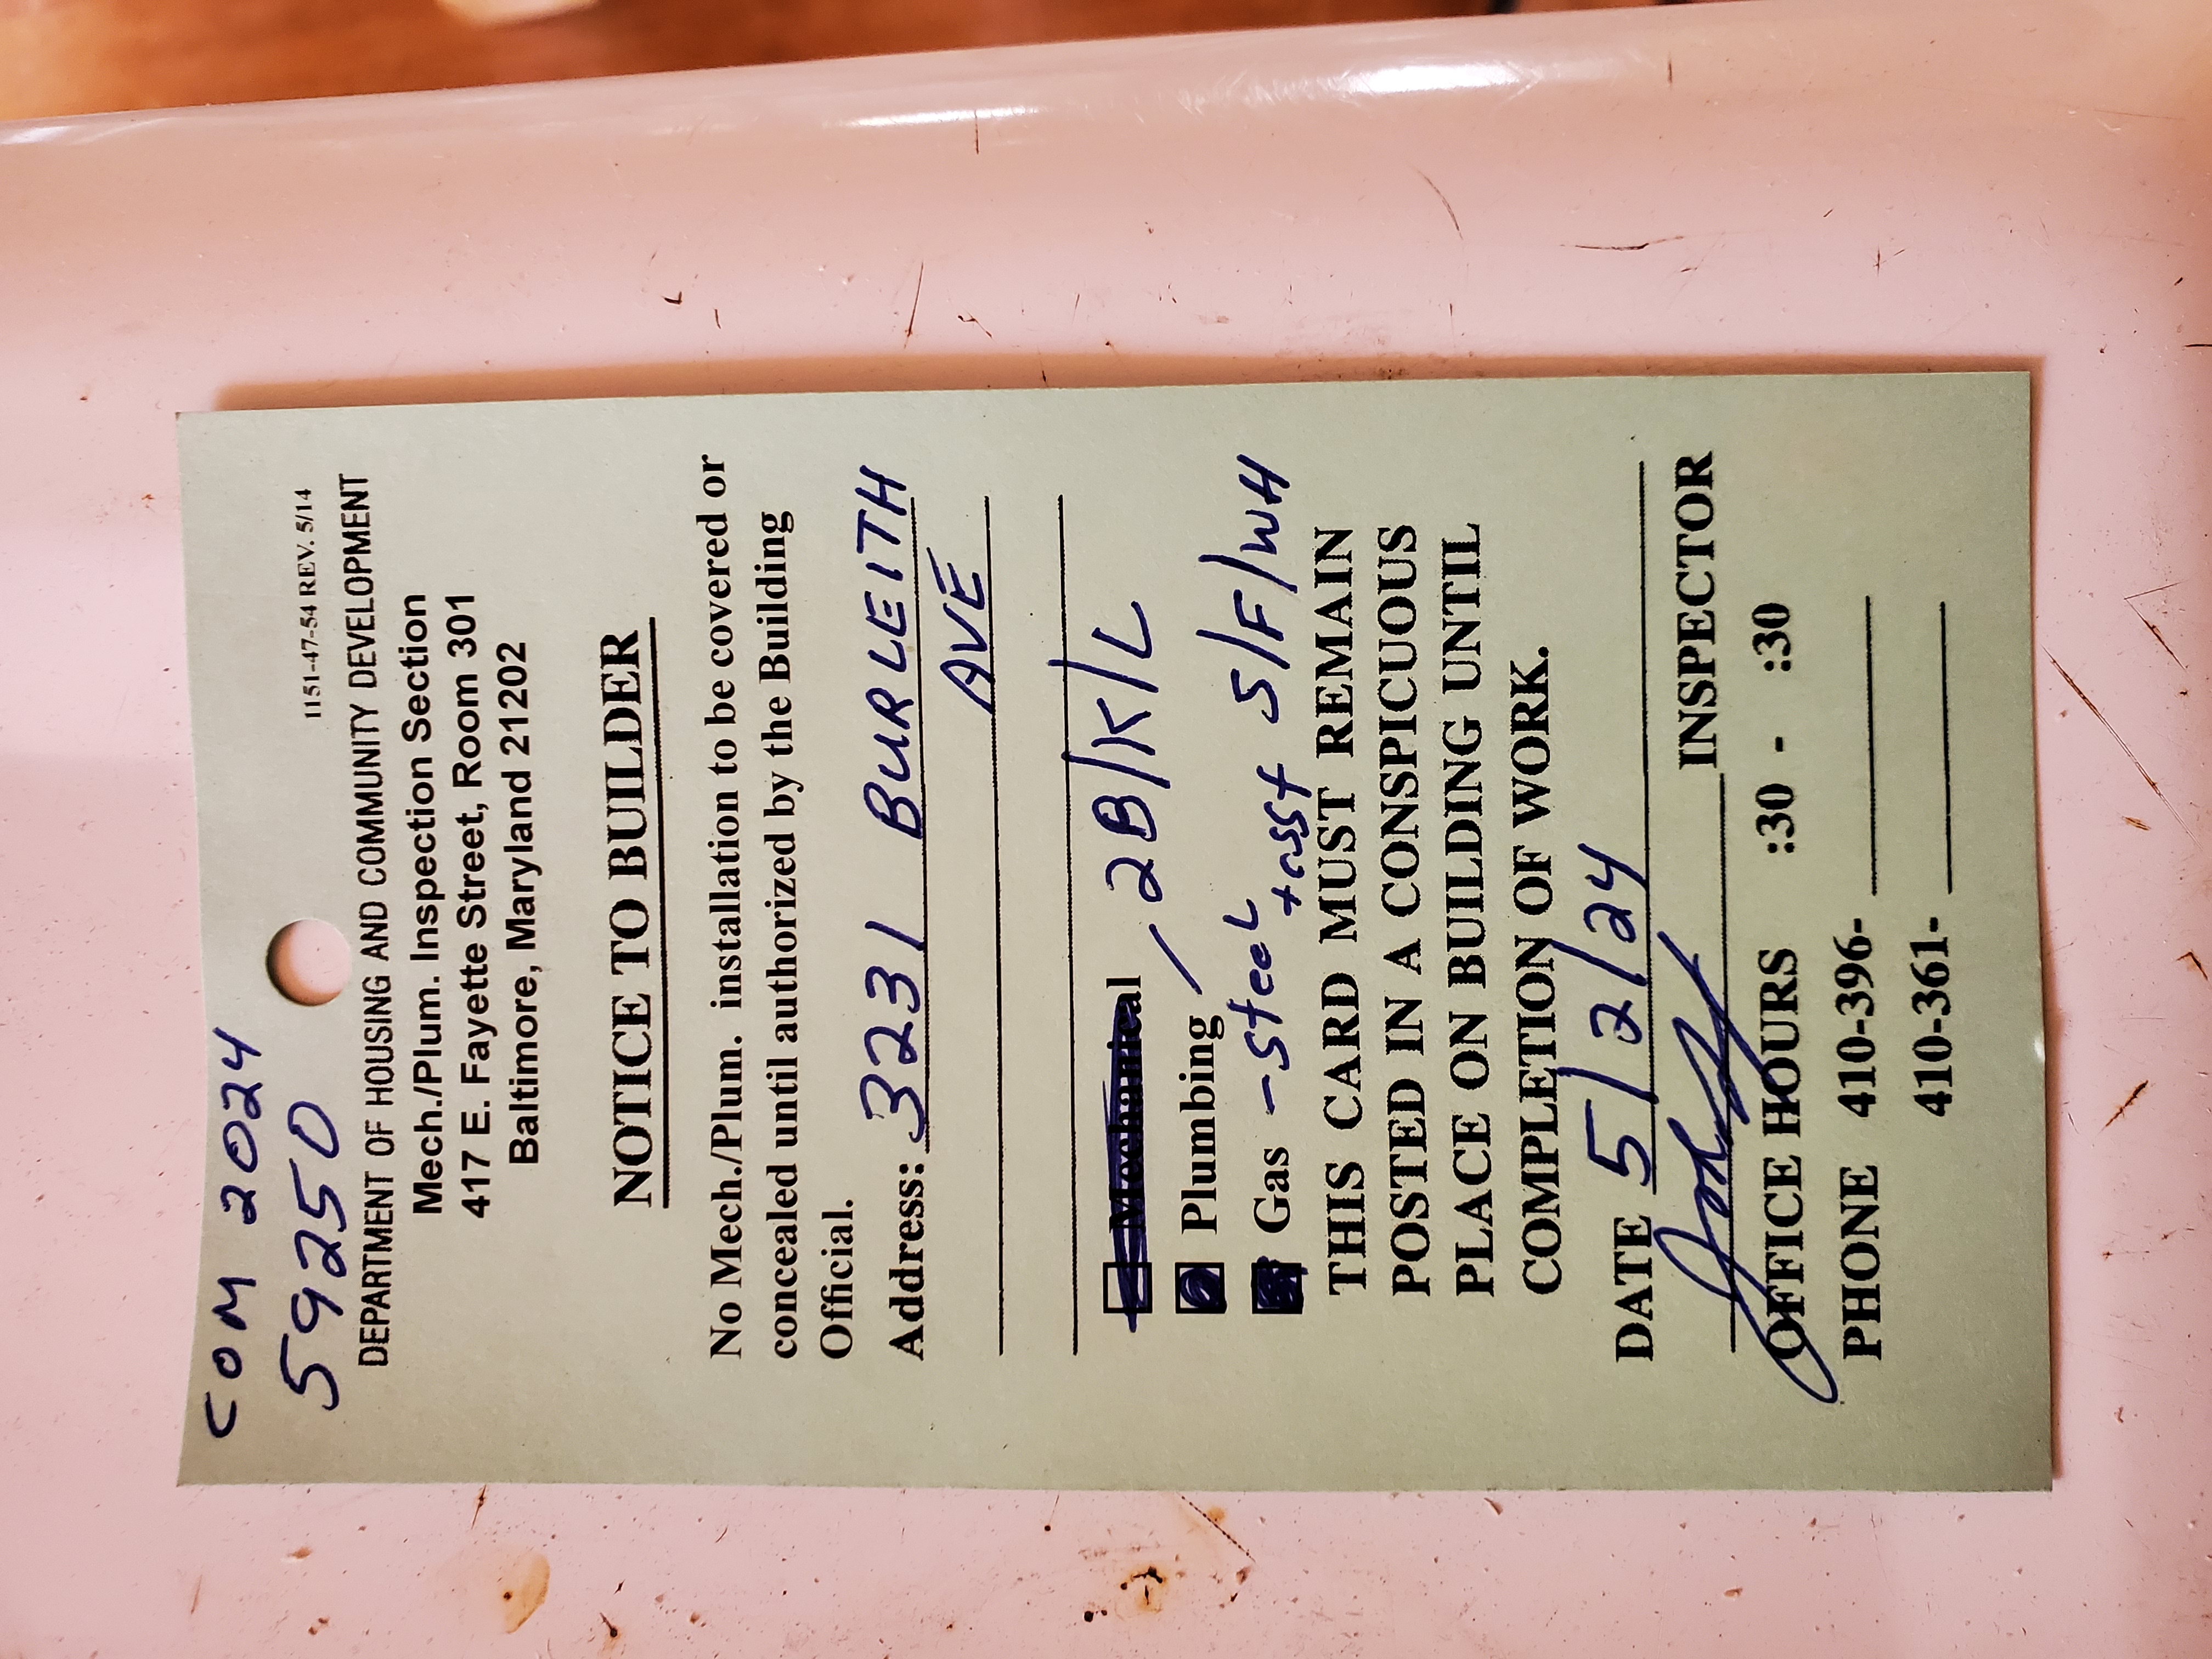 COM 2024
59250
1151-47-54 REV. 5/14
DEPARTMENT OF HOUSING AND COMMUNITY DEVELOPMENT
Mech./Plum. Inspection Section
417 E. Fayette Street, Room 301
Baltimore, Maryland 21202
NOTICE TO BUILDER
No Mech./Plum. installation to be covered or
concealed until authorized by the Building
Official.
Address: 3231 BURLEITH
AVE
Mechanical
Plumbing - 2B/K/L
Gas - Steel + csst S/F/WH
THIS CARD MUST REMAIN
POSTED IN A CONSPICUOUS
PLACE ON BUILDING UNTIL
COMPLETION OF WORK.
DATE 5/2/24
INSPECTOR
OFFICE HOURS :30 - :30
PHONE 410-396-
410-361-